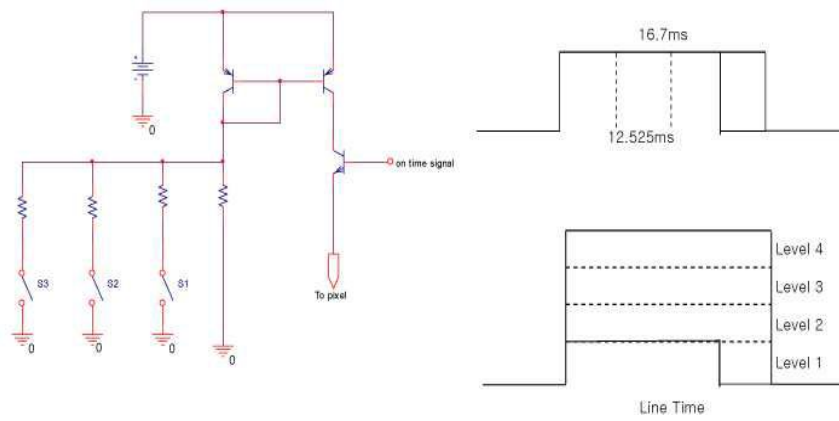 0
on time signal
S3
S2
S1
To pixel
0
0
0
0
16.7ms
12.525ms
Level 4
Level 3
Level 2
Level 1
Line Time